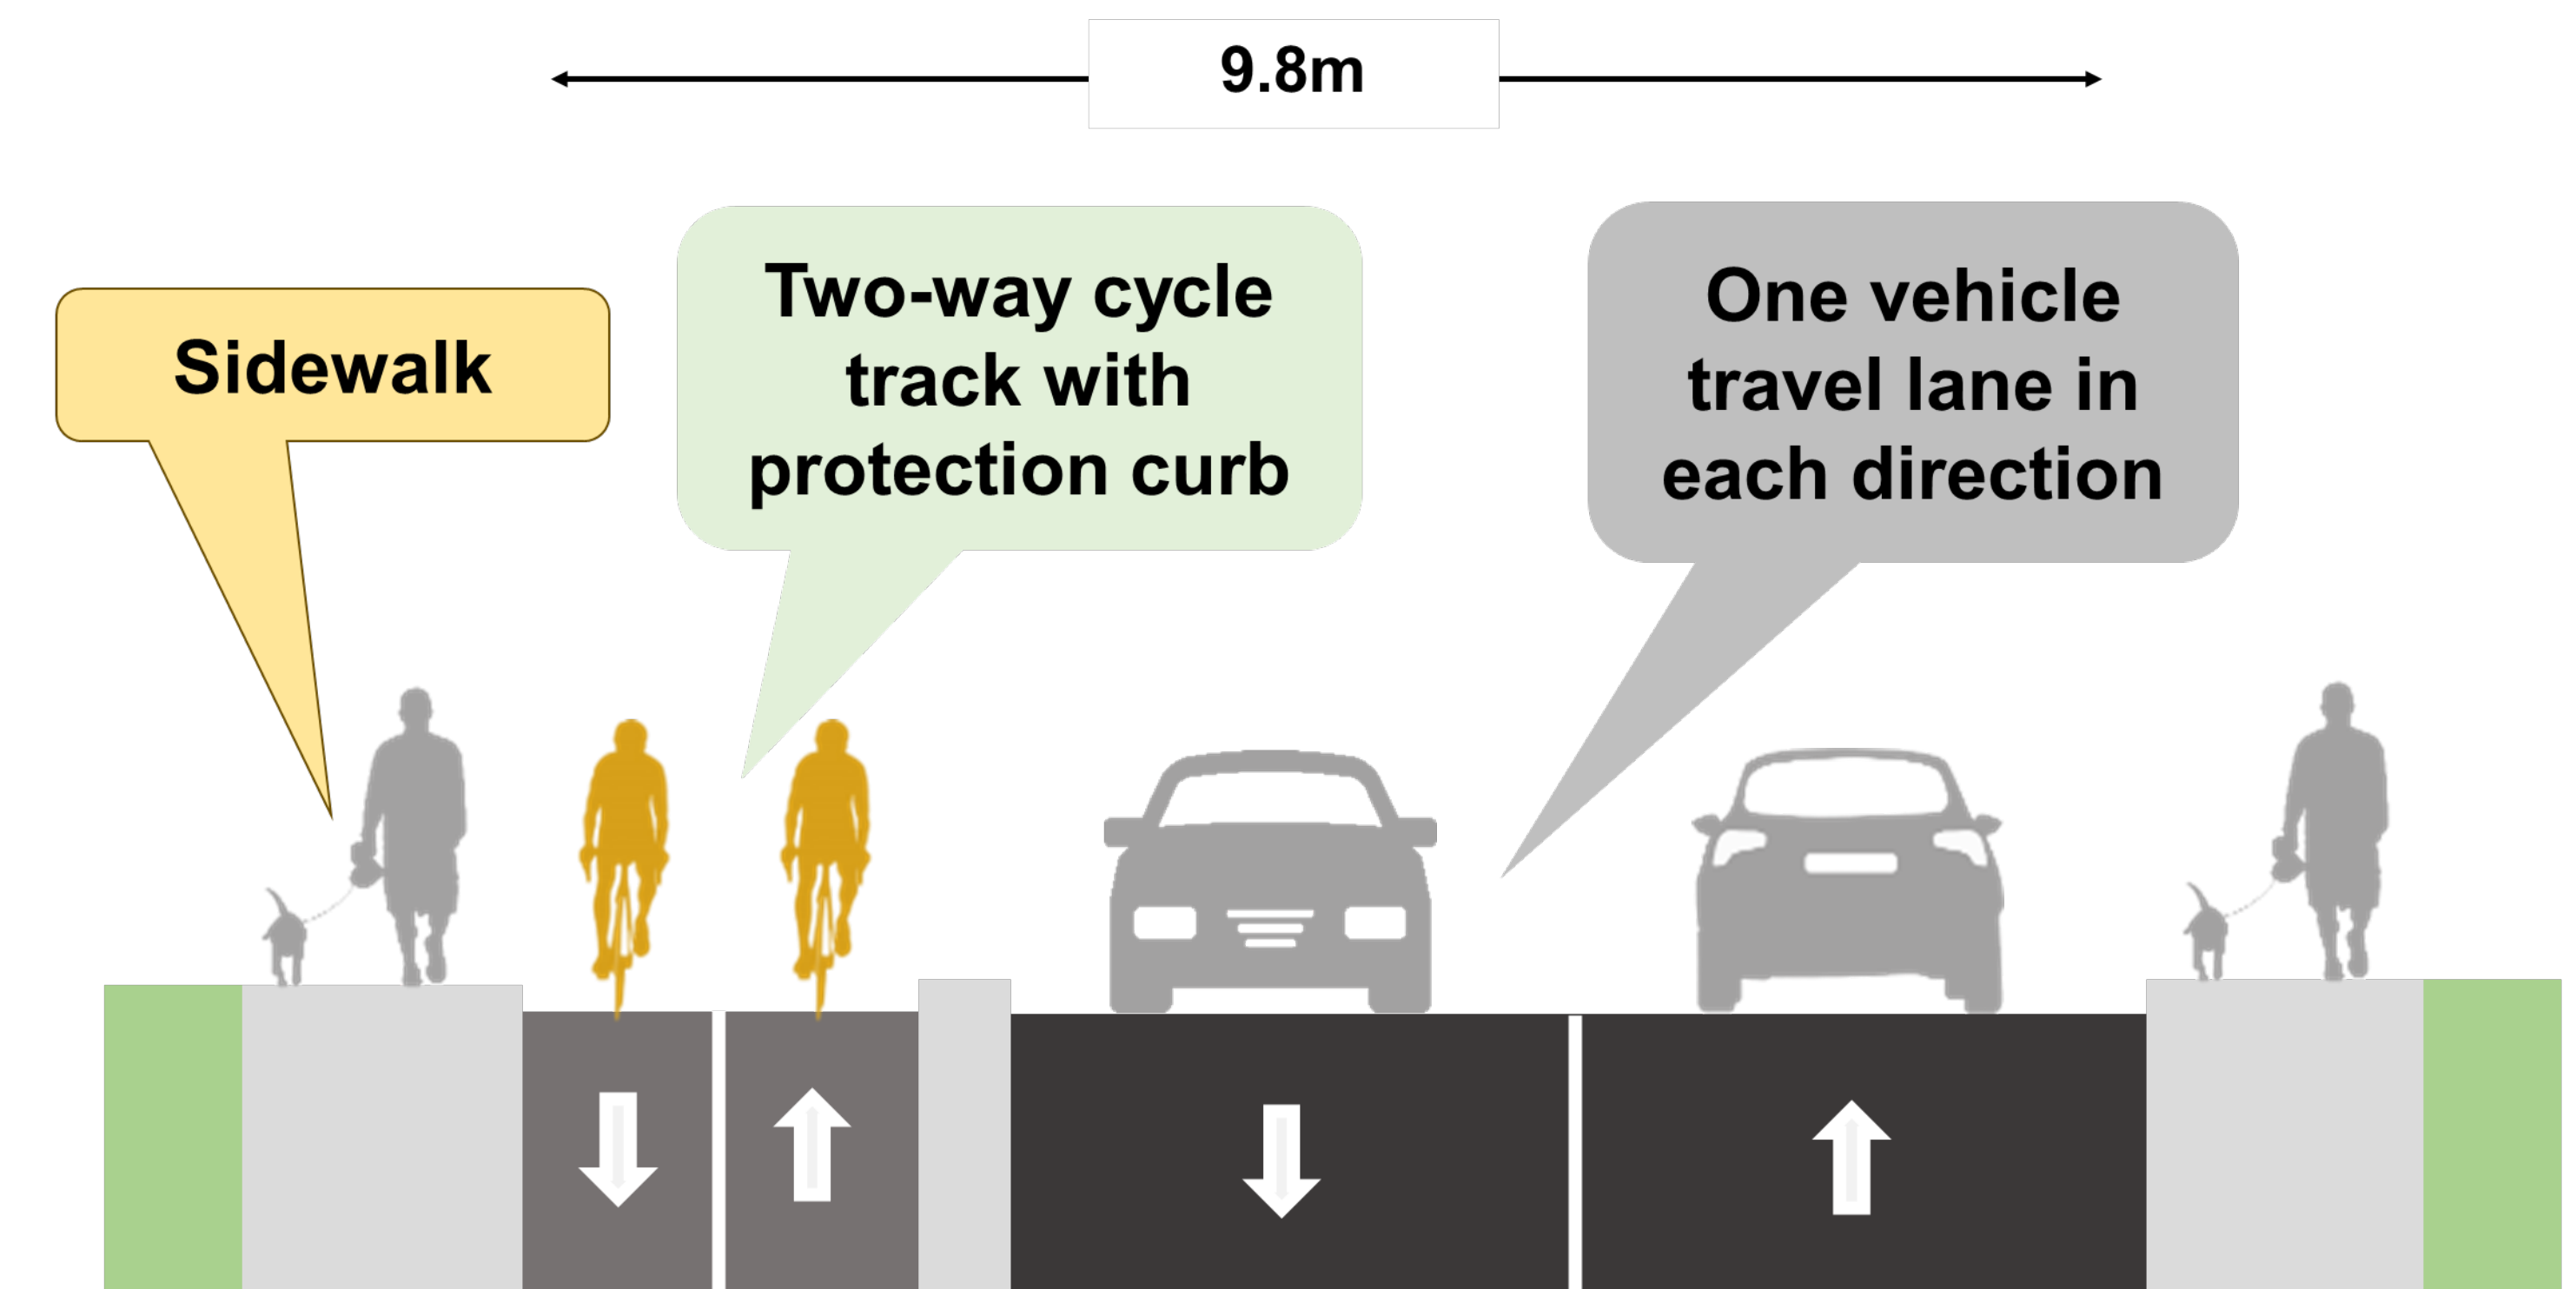 9.8m
Sidewalk
Two-way cycle
track with
protection curb
One vehicle
travel lane in
each direction